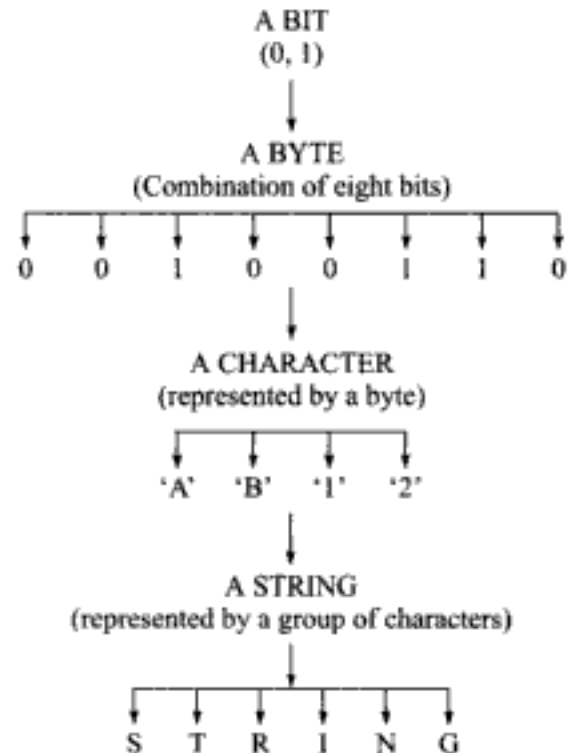 A BIT
(0, 1)
A BYTE
(Combination of eight bits)
0 0 1 0 0 1 1 0
A CHARACTER
(represented by a byte)
‘A’ ‘B’ ‘1’ ‘2’
A STRING
(represented by a group of characters)
S T R I N G